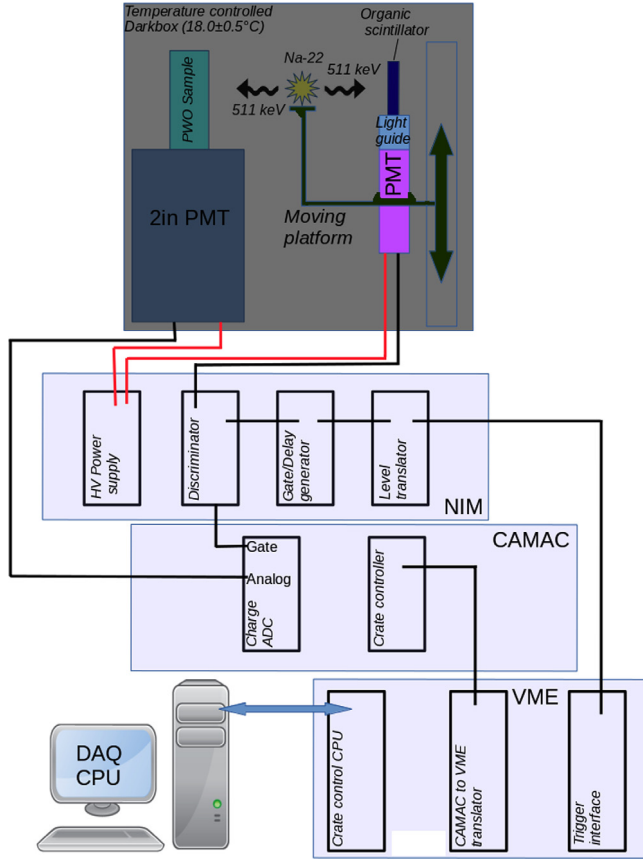 Temperature controlled
Darkbox (18.0±0.5°C)
Organic
scintillator
Na-22
511 keV
511 keV
PWO Sample
Light
guide
PMT
2in PMT
Moving
platform
HV Power
supply
Discriminator
Gate/Delay
generator
Level
translator
NIM
CAMAC
Gate
Analog
Charge
ADC
Crate controller
VME
DAQ
CPU
Crate control CPU
CAMAC to VME
translator
Trigger
interface